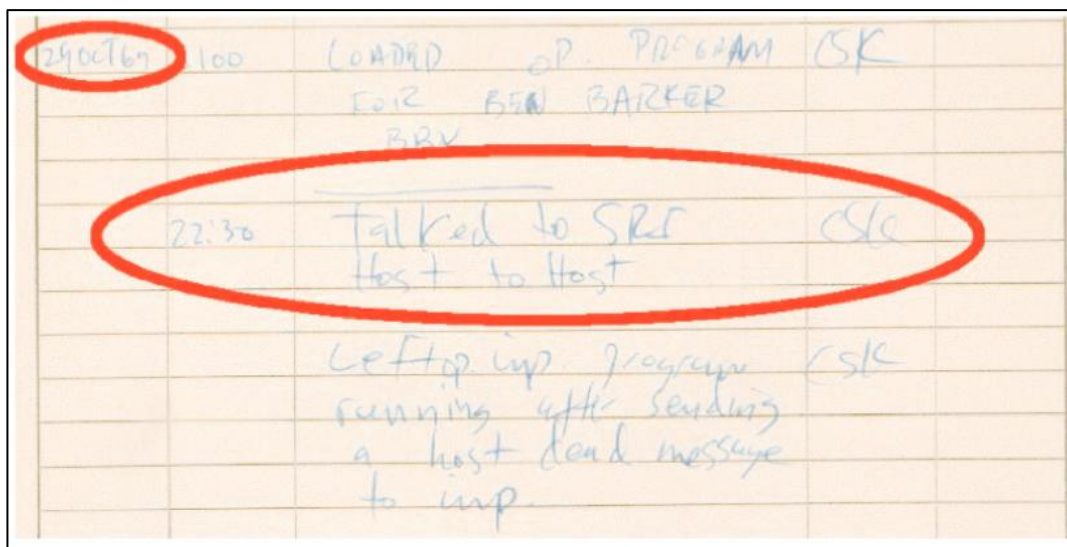 29OCT69 2100 LOADED OP. PROGRAM CSK
FOR BEN BARKER
BBN
22:30 Talked to SRI CSK
Host to Host
Left op. imp. program CSK
running after sending
a host dead message
to imp.